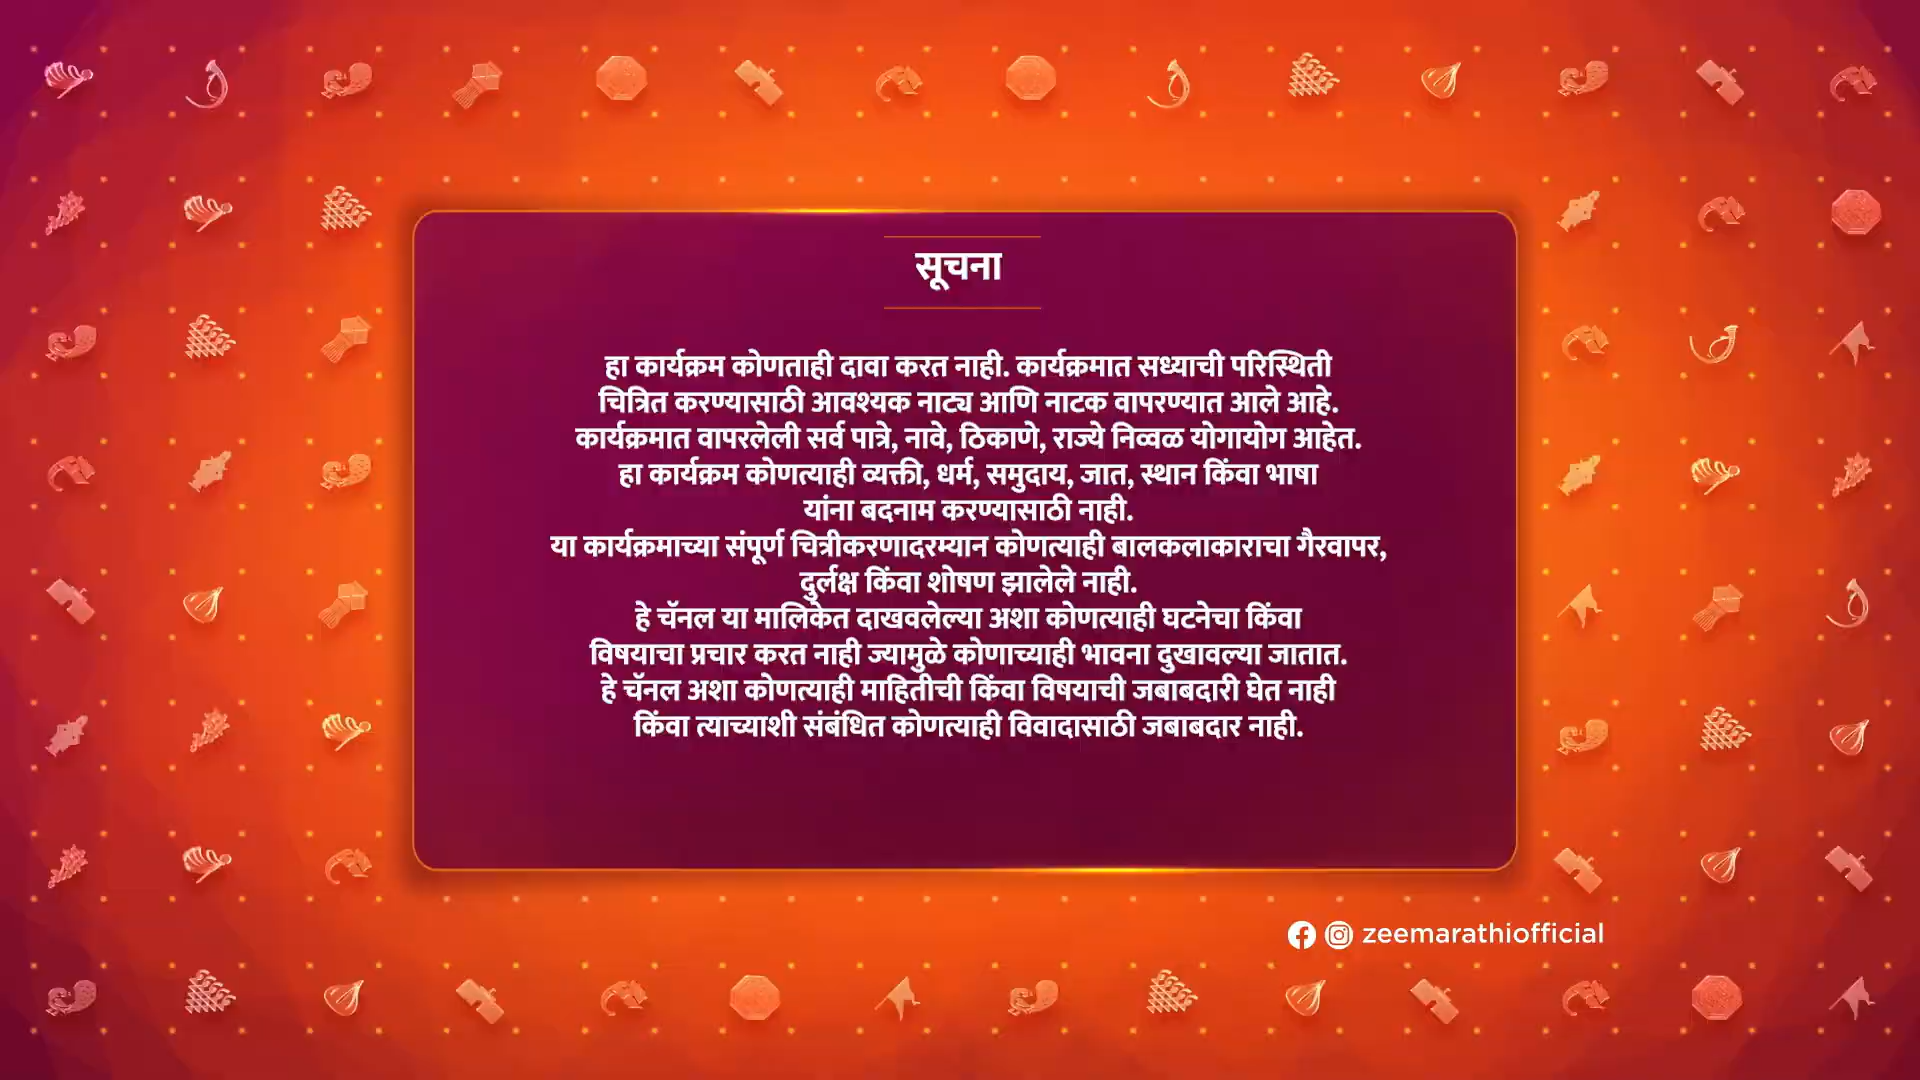 सूचना
हा कार्यक्रम कोणताही दावा करत नाही. कार्यक्रमात सध्याची परिस्थिती
चित्रित करण्यासाठी आवश्यक नाट्य आणि नाटक वापरण्यात आले आहे.
कार्यक्रमात वापरलेली सर्व पात्रे, नावे, ठिकाणे, राज्ये निव्वळ योगायोग आहेत.
हा कार्यक्रम कोणत्याही व्यक्ती, धर्म, समुदाय, जात, स्थान किंवा भाषा
यांना बदनाम करण्यासाठी नाही.
या कार्यक्रमाच्या संपूर्ण चित्रीकरणादरम्यान कोणत्याही बालकलाकाराचा गैरवापर,
दुर्लक्ष किंवा शोषण झालेले नाही.
हे चॅनल या मालिकेत दाखवलेल्या अशा कोणत्याही घटनेचा किंवा
विषयाचा प्रचार करत नाही ज्यामुळे कोणाच्याही भावना दुखावल्या जातात.
हे चॅनल अशा कोणत्याही माहितीची किंवा विषयाची जबाबदारी घेत नाही
किंवा त्याच्याशी संबंधित कोणत्याही विवादासाठी जबाबदार नाही.
zeemarathiofficial